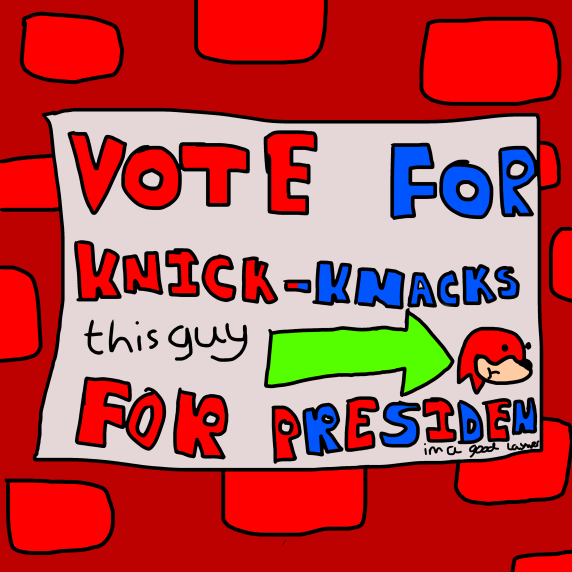 VOTE FOR
KNICK-KNACKS
this guy
FOR PRESIDEN
im a good lawyer